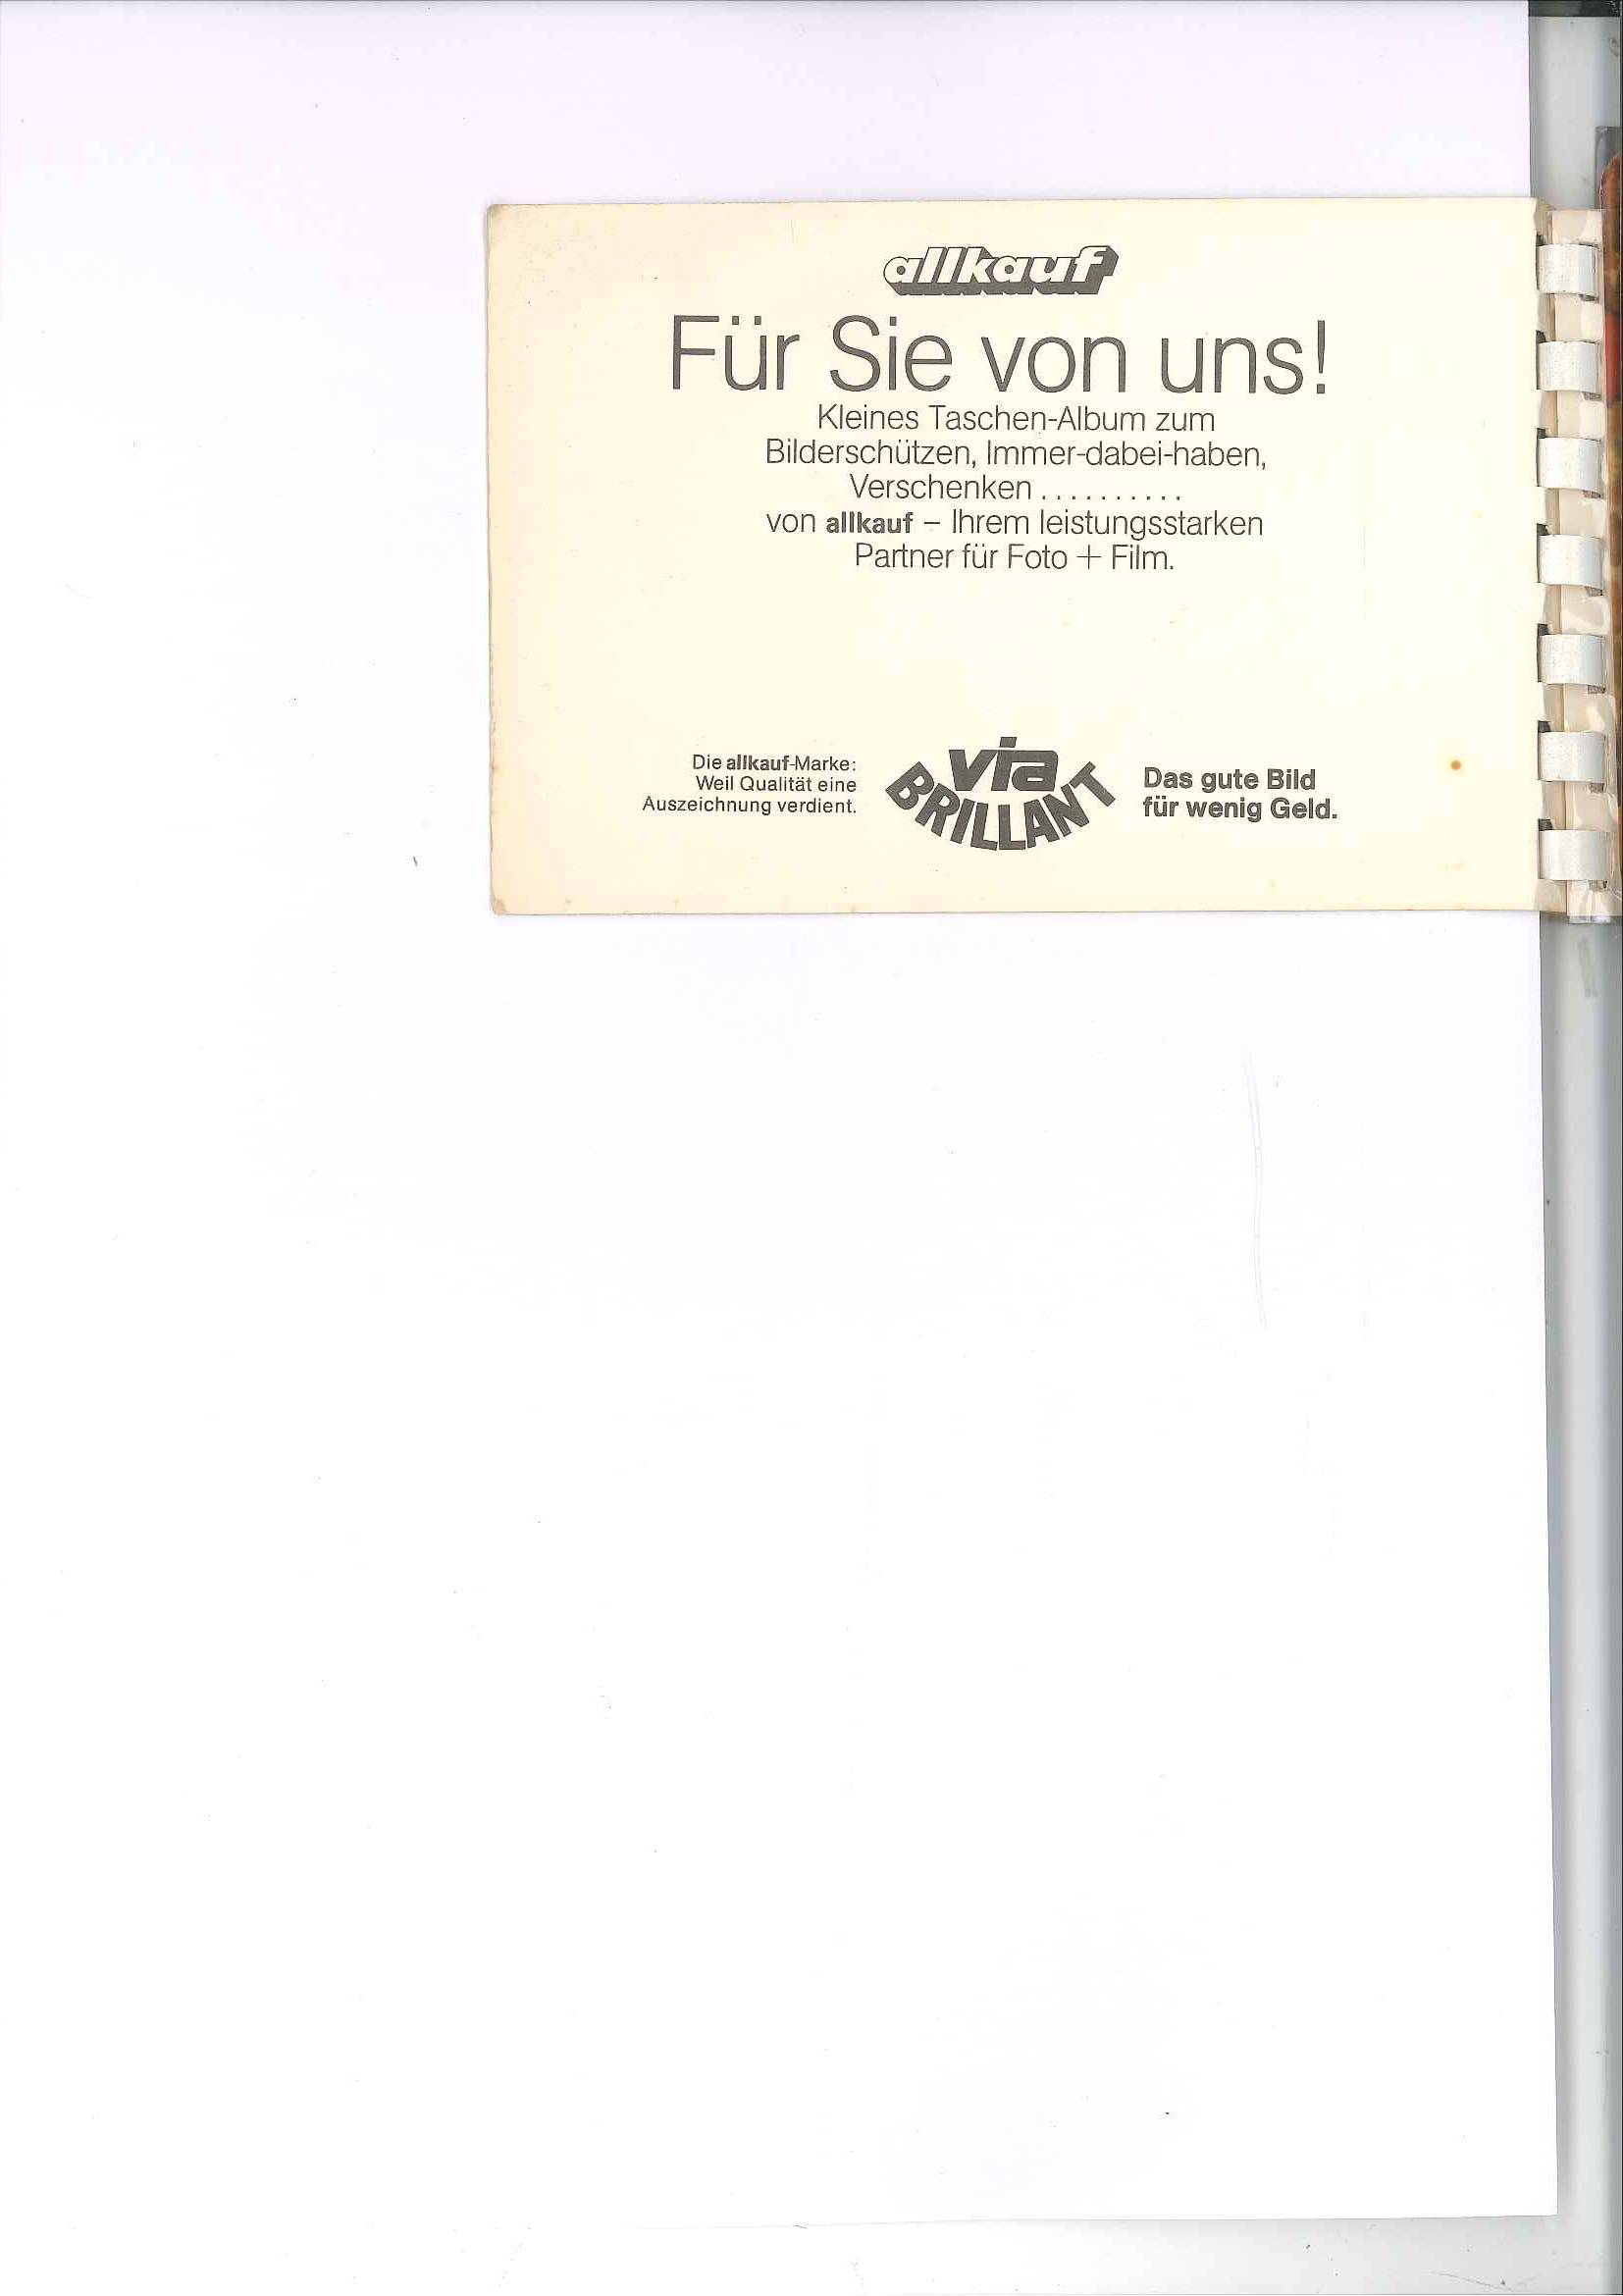 allkauf
Für Sie von uns!
Kleines Taschen-Album zum
Bilderschützen, Immer-dabei-haben,
Verschenken ..........
von allkauf – Ihrem leistungsstarken
Partner für Foto + Film.
Die allkauf-Marke:
Weil Qualität eine
Auszeichnung verdient.
via
BRILLANT
Das gute Bild
für wenig Geld.